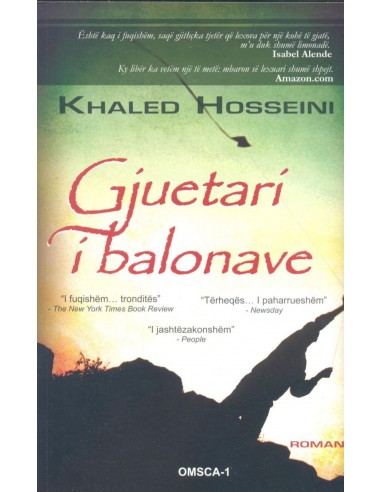 Është kaq i fuqishëm, saqë gjithçka tjetër që lexova për një kohë të gjatë,
m'u duk shumë limonadë.
Isabel Alende
Ky libër ka vetëm një të metë: mbaron së lexuari shumë shpejt.
Amazon.com
KHALED HOSSEINI
Gjuetari
i balonave
“I fuqishëm... tronditës”
- The New York Times Book Review
“Tërheqës... I paharrueshëm”
- Newsday
“I jashtëzakonshëm”
- People
ROMAN
OMSCA-1